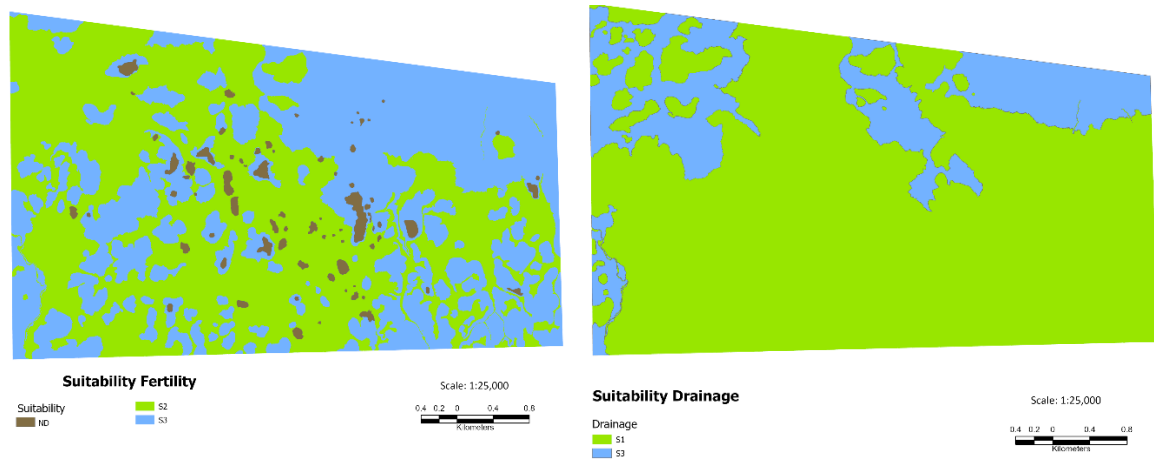 Suitability Fertility
Scale: 1:25,000
Suitability
ND
S2
S3
0.4 0.2 0 0.4 0.8
Kilometers
Suitability Drainage
Scale: 1:25,000
Drainage
S1
S3
0.4 0.2 0 0.4 0.8
Kilometers